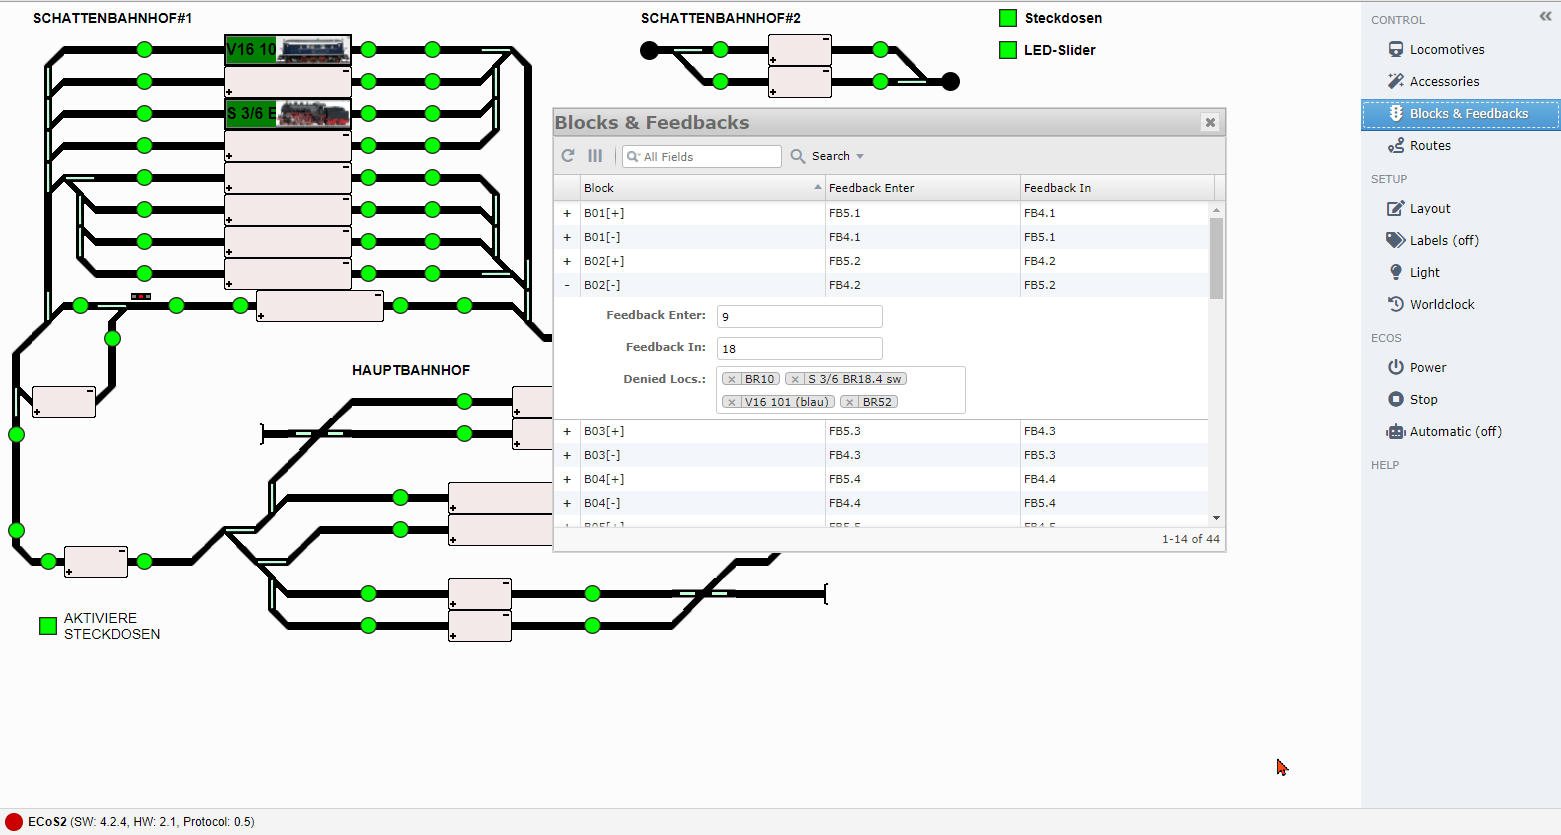 SCHATTENBAHNHOF#1
SCHATTENBAHNHOF#2
Steckdosen
LED-Slider
V16 10
S 3/6 E
HAUPTBAHNHOF
AKTIVIERE
STECKDOSEN
Blocks & Feedbacks
All Fields
Search
Block Feedback Enter Feedback In
+ B01[+] FB5.1 FB4.1
+ B01[-] FB4.1 FB5.1
+ B02[+] FB5.2 FB4.2
- B02[-] FB4.2 FB5.2
Feedback Enter: 9
Feedback In: 18
Denied Locs.: BR10 S 3/6 BR18.4 sw
V16 101 (blau) BR52
+ B03[+] FB5.3 FB4.3
+ B03[-] FB4.3 FB5.3
+ B04[+] FB5.4 FB4.4
+ B04[-] FB4.4 FB5.4
+ B05[+] FB5.5 FB4.5
1-14 of 44
CONTROL
Locomotives
Accessories
Blocks & Feedbacks
Routes
SETUP
Layout
Labels (off)
Light
Worldclock
ECOS
Power
Stop
Automatic (off)
HELP
ECoS2 (SW: 4.2.4, HW: 2.1, Protocol: 0.5)